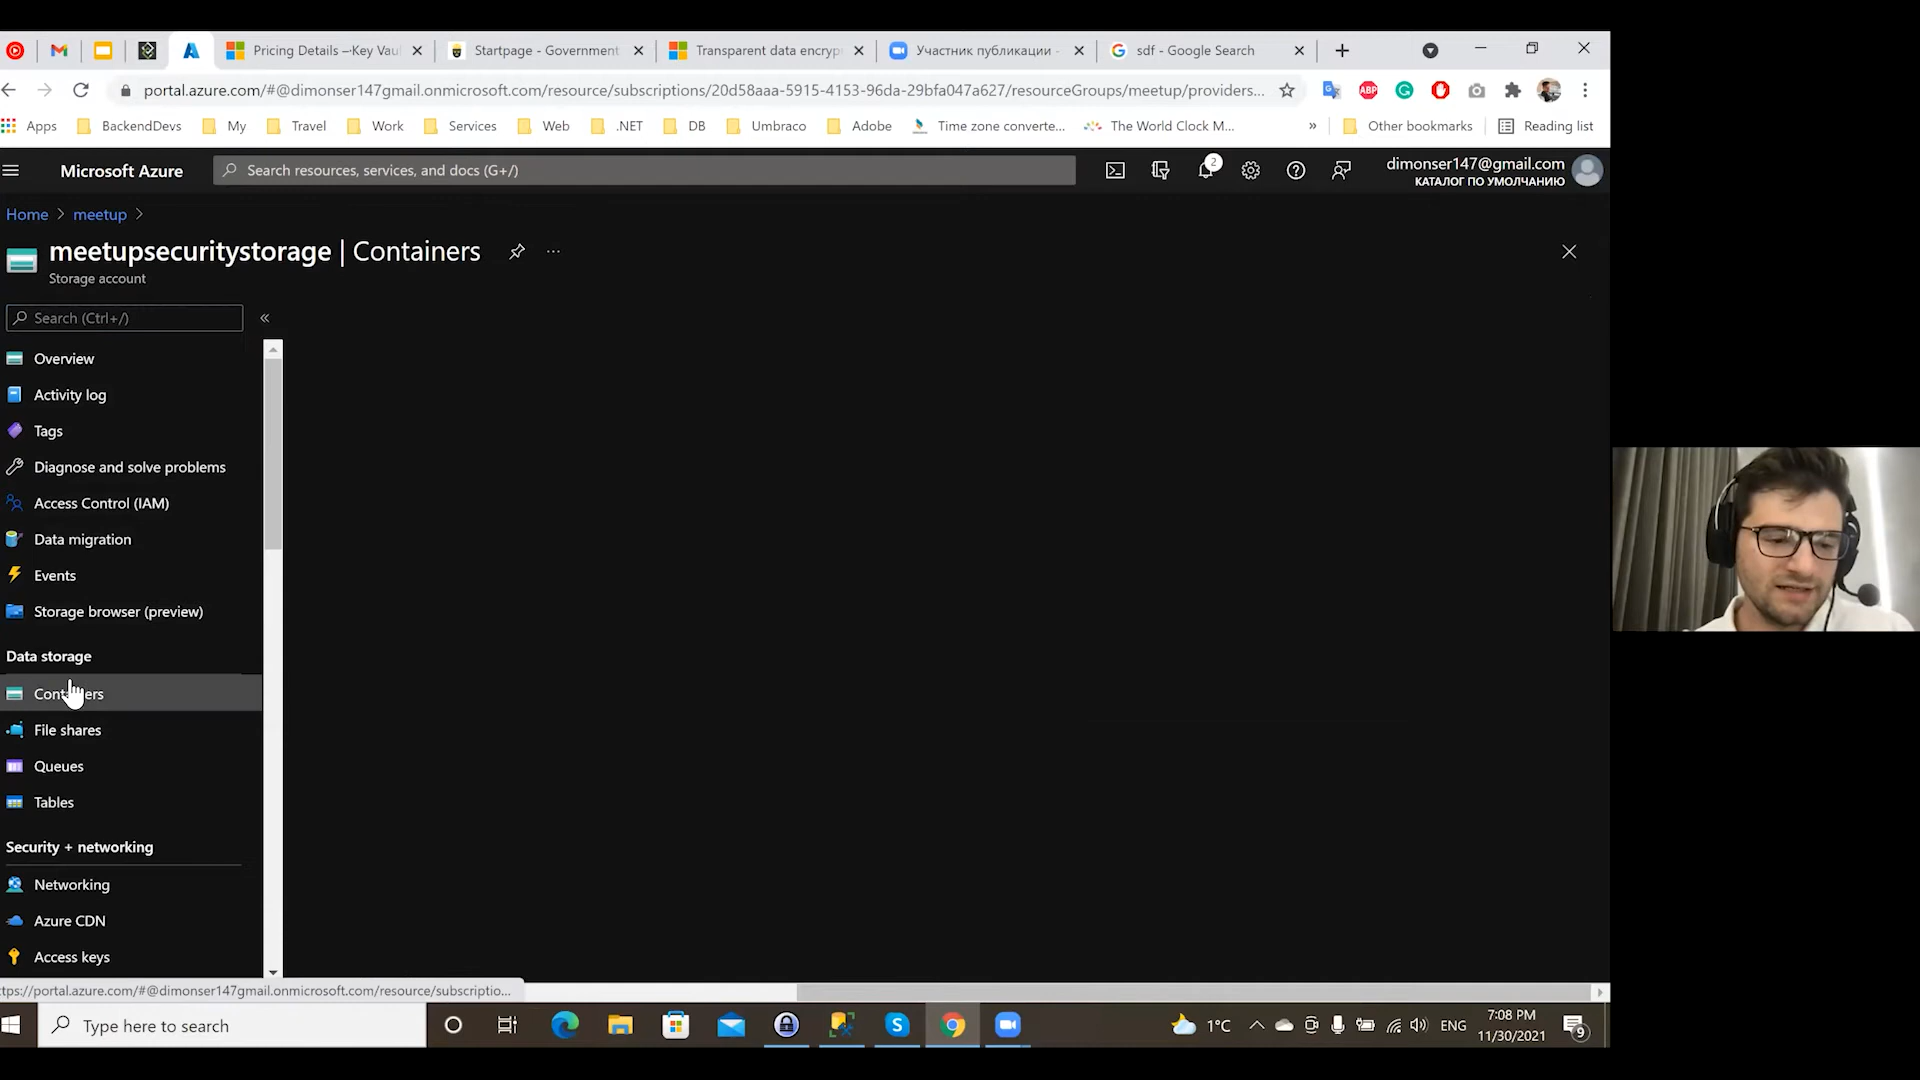 Pricing Details – Key Vau
Startpage - Government
Transparent data encryp
Участник публикации -
sdf - Google Search
portal.azure.com/#@dimonser147gmail.onmicrosoft.com/resource/subscriptions/20d58aaa-5915-4153-96da-29bfa047a627/resourceGroups/meetup/providers...
ABP
Apps
BackendDevs
My
Travel
Work
Services
Web
.NET
DB
Umbraco
Adobe
Time zone converte...
The World Clock M...
»
Other bookmarks
Reading list
Microsoft Azure
Search resources, services, and docs (G+/)
2
dimonser147@gmail.com
КАТАЛОГ ПО УМОЛЧАНИЮ
Home > meetup >
meetupsecuritystorage | Containers
...
Storage account
Search (Ctrl+/)
«
Overview
Activity log
Tags
Diagnose and solve problems
Access Control (IAM)
Data migration
Events
Storage browser (preview)
Data storage
Containers
File shares
Queues
Tables
Security + networking
Networking
Azure CDN
Access keys
ttps://portal.azure.com/#@dimonser147gmail.onmicrosoft.com/resource/subscriptio...
Type here to search
1°C
ENG
7:08 PM
11/30/2021
9